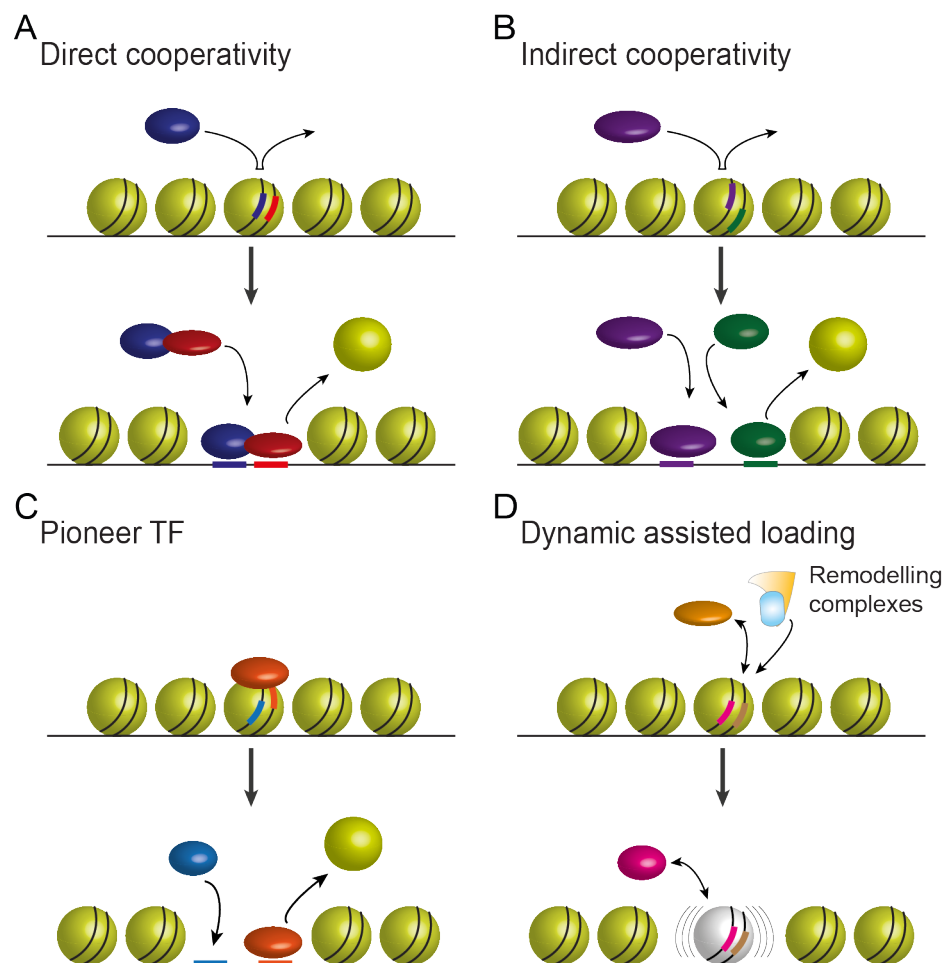 A
Direct cooperativity
B
Indirect cooperativity
C
Pioneer TF
D
Dynamic assisted loading
Remodelling
complexes